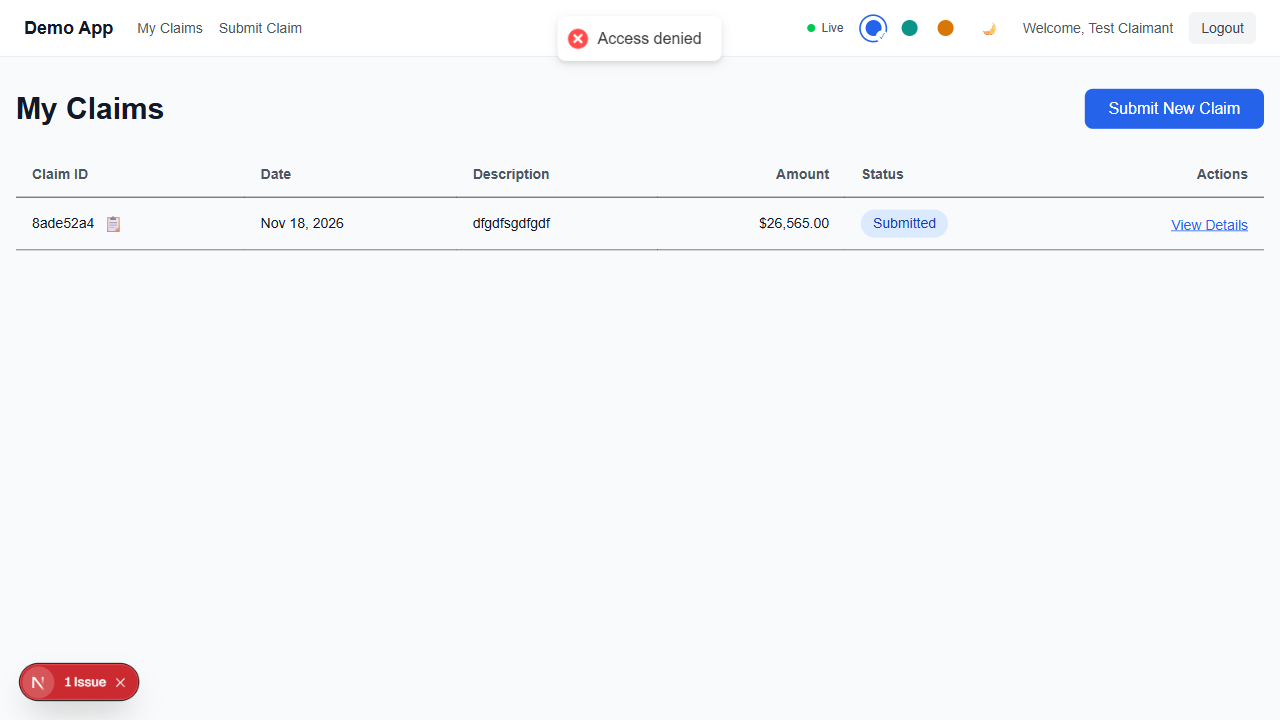 Demo App My Claims Submit Claim Access denied Live Welcome, Test Claimant Logout
My Claims Submit New Claim
Claim ID Date Description Amount Status Actions
8ade52a4 Nov 18, 2026 dfgdfsgdfgdf $26,565.00 Submitted View Details
N 1 Issue